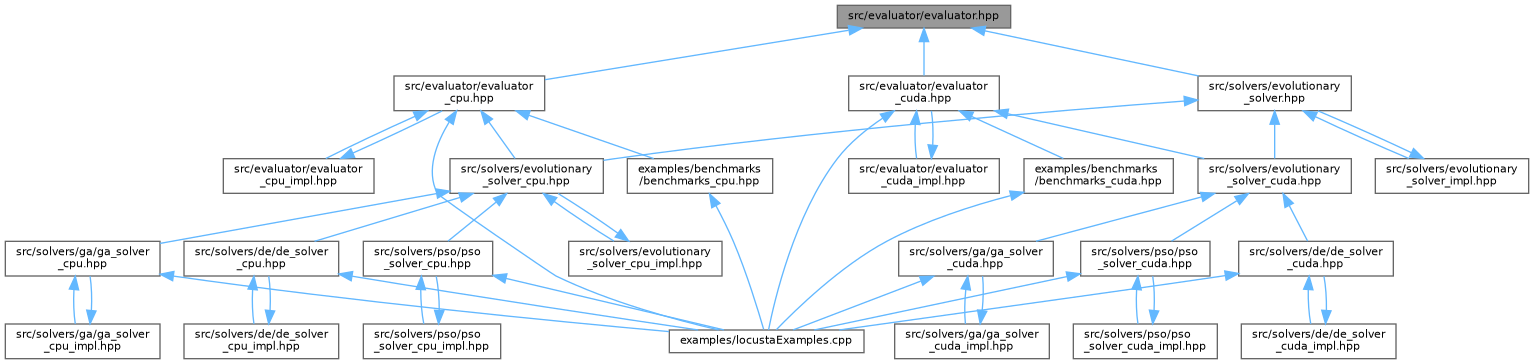 src/evaluator/evaluator.hpp
src/evaluator/evaluator
_cpu.hpp
src/evaluator/evaluator
_cuda.hpp
src/solvers/evolutionary
_solver.hpp
src/evaluator/evaluator
_cpu_impl.hpp
src/solvers/evolutionary
_solver_cpu.hpp
examples/benchmarks
/benchmarks_cpu.hpp
src/evaluator/evaluator
_cuda_impl.hpp
examples/benchmarks
/benchmarks_cuda.hpp
src/solvers/evolutionary
_solver_cuda.hpp
src/solvers/evolutionary
_solver_impl.hpp
src/solvers/ga/ga_solver
_cpu.hpp
src/solvers/de/de_solver
_cpu.hpp
src/solvers/pso/pso
_solver_cpu.hpp
src/solvers/evolutionary
_solver_cpu_impl.hpp
src/solvers/ga/ga_solver
_cuda.hpp
src/solvers/pso/pso
_solver_cuda.hpp
src/solvers/de/de_solver
_cuda.hpp
src/solvers/ga/ga_solver
_cpu_impl.hpp
src/solvers/de/de_solver
_cpu_impl.hpp
src/solvers/pso/pso
_solver_cpu_impl.hpp
examples/locustaExamples.cpp
src/solvers/ga/ga_solver
_cuda_impl.hpp
src/solvers/pso/pso
_solver_cuda_impl.hpp
src/solvers/de/de_solver
_cuda_impl.hpp